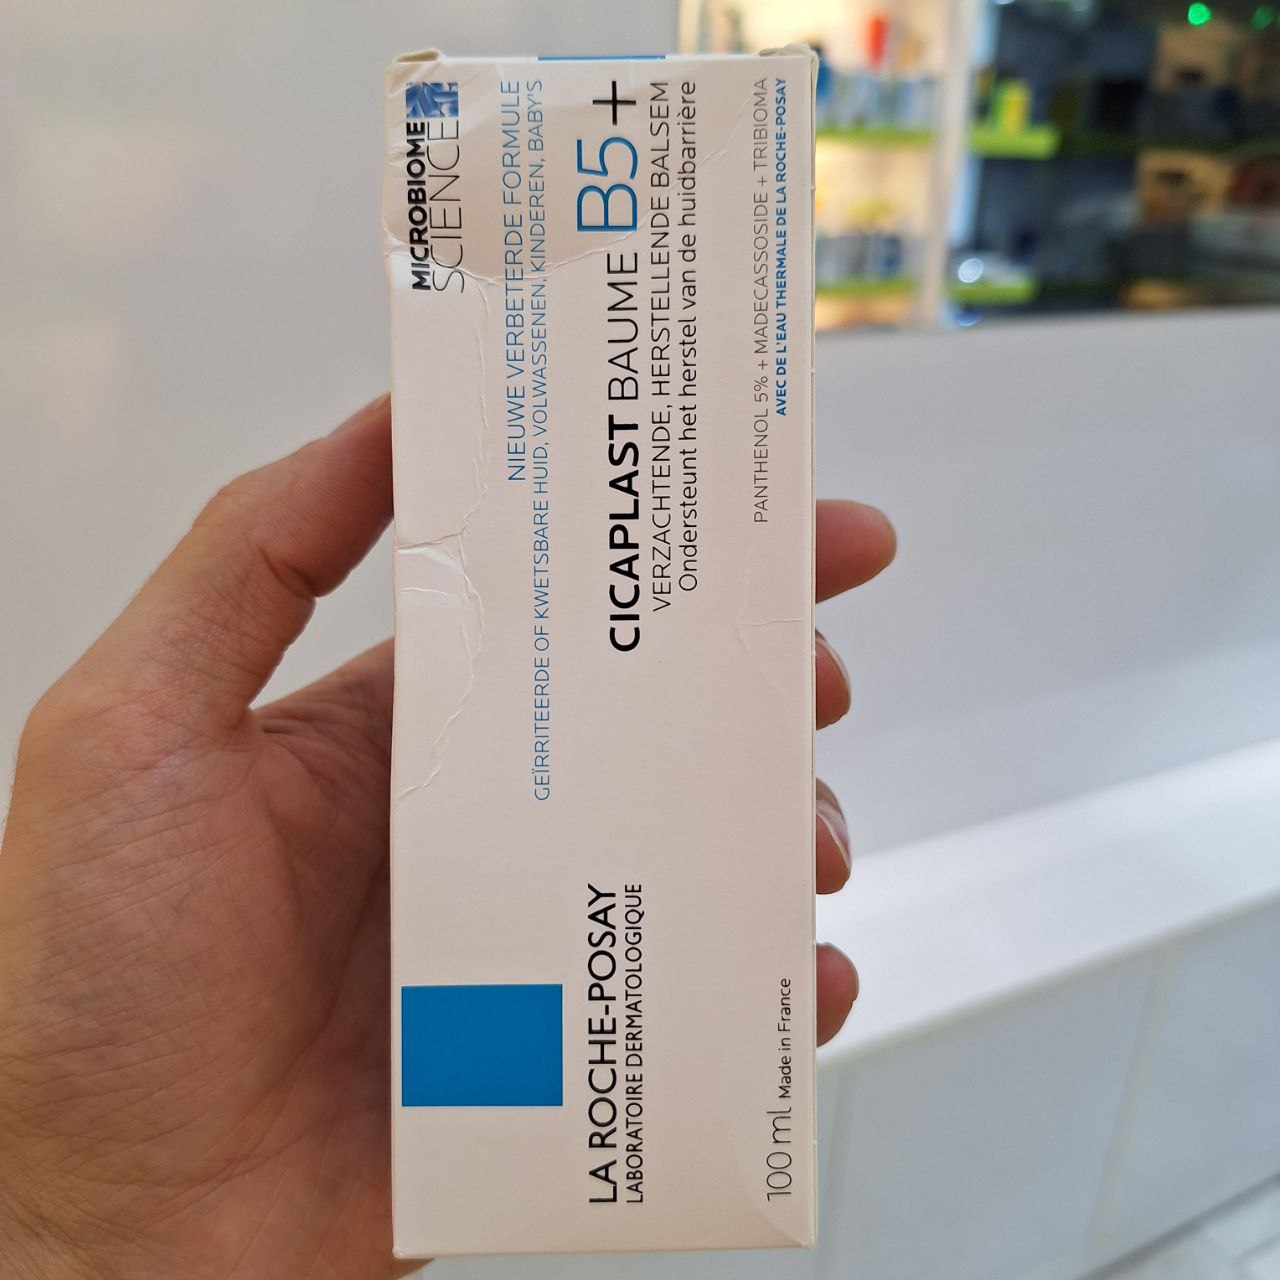 MICROBIOME
SCIENCE
NIEUWE VERBETERDE FORMULE
GEÏRRITEERDE OF KWETSBARE HUID, VOLWASSENEN, KINDEREN, BABY'S
CICAPLAST BAUME B5+
VERZACHTENDE, HERSTELLENDE BALSEM
Ondersteunt het herstel van de huidbarrière
PANTHENOL 5% + MADECASSOSIDE + TRIBIOMA
AVEC DE L'EAU THERMALE DE LA ROCHE-POSAY
LA ROCHE-POSAY
LABORATOIRE DERMATOLOGIQUE
100 ml Made in France